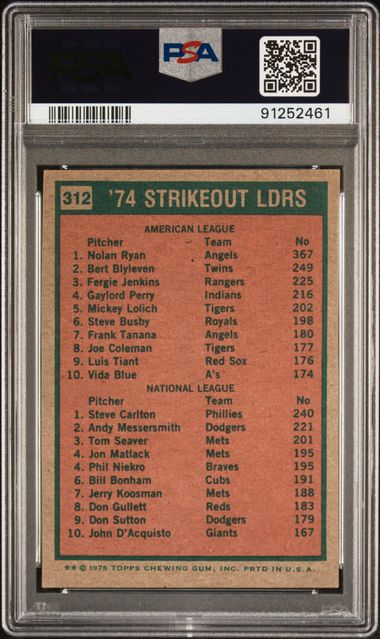 PSA
PSA
91252461
312 '74 STRIKEOUT LDRS
AMERICAN LEAGUE
Pitcher Team No
1. Nolan Ryan Angels 367
2. Bert Blyleven Twins 249
3. Fergie Jenkins Rangers 225
4. Gaylord Perry Indians 216
5. Mickey Lolich Tigers 202
6. Steve Busby Royals 198
7. Frank Tanana Angels 180
8. Joe Coleman Tigers 177
9. Luis Tiant Red Sox 176
10. Vida Blue A's 174
NATIONAL LEAGUE
Pitcher Team No
1. Steve Carlton Phillies 240
2. Andy Messersmith Dodgers 221
3. Tom Seaver Mets 201
4. Jon Matlack Mets 195
4. Phil Niekro Braves 195
6. Bill Bonham Cubs 191
7. Jerry Koosman Mets 188
8. Don Gullett Reds 183
9. Don Sutton Dodgers 179
10. John D'Acquisto Giants 167
** © 1975 TOPPS CHEWING GUM, INC. PRTD IN U.S.A.